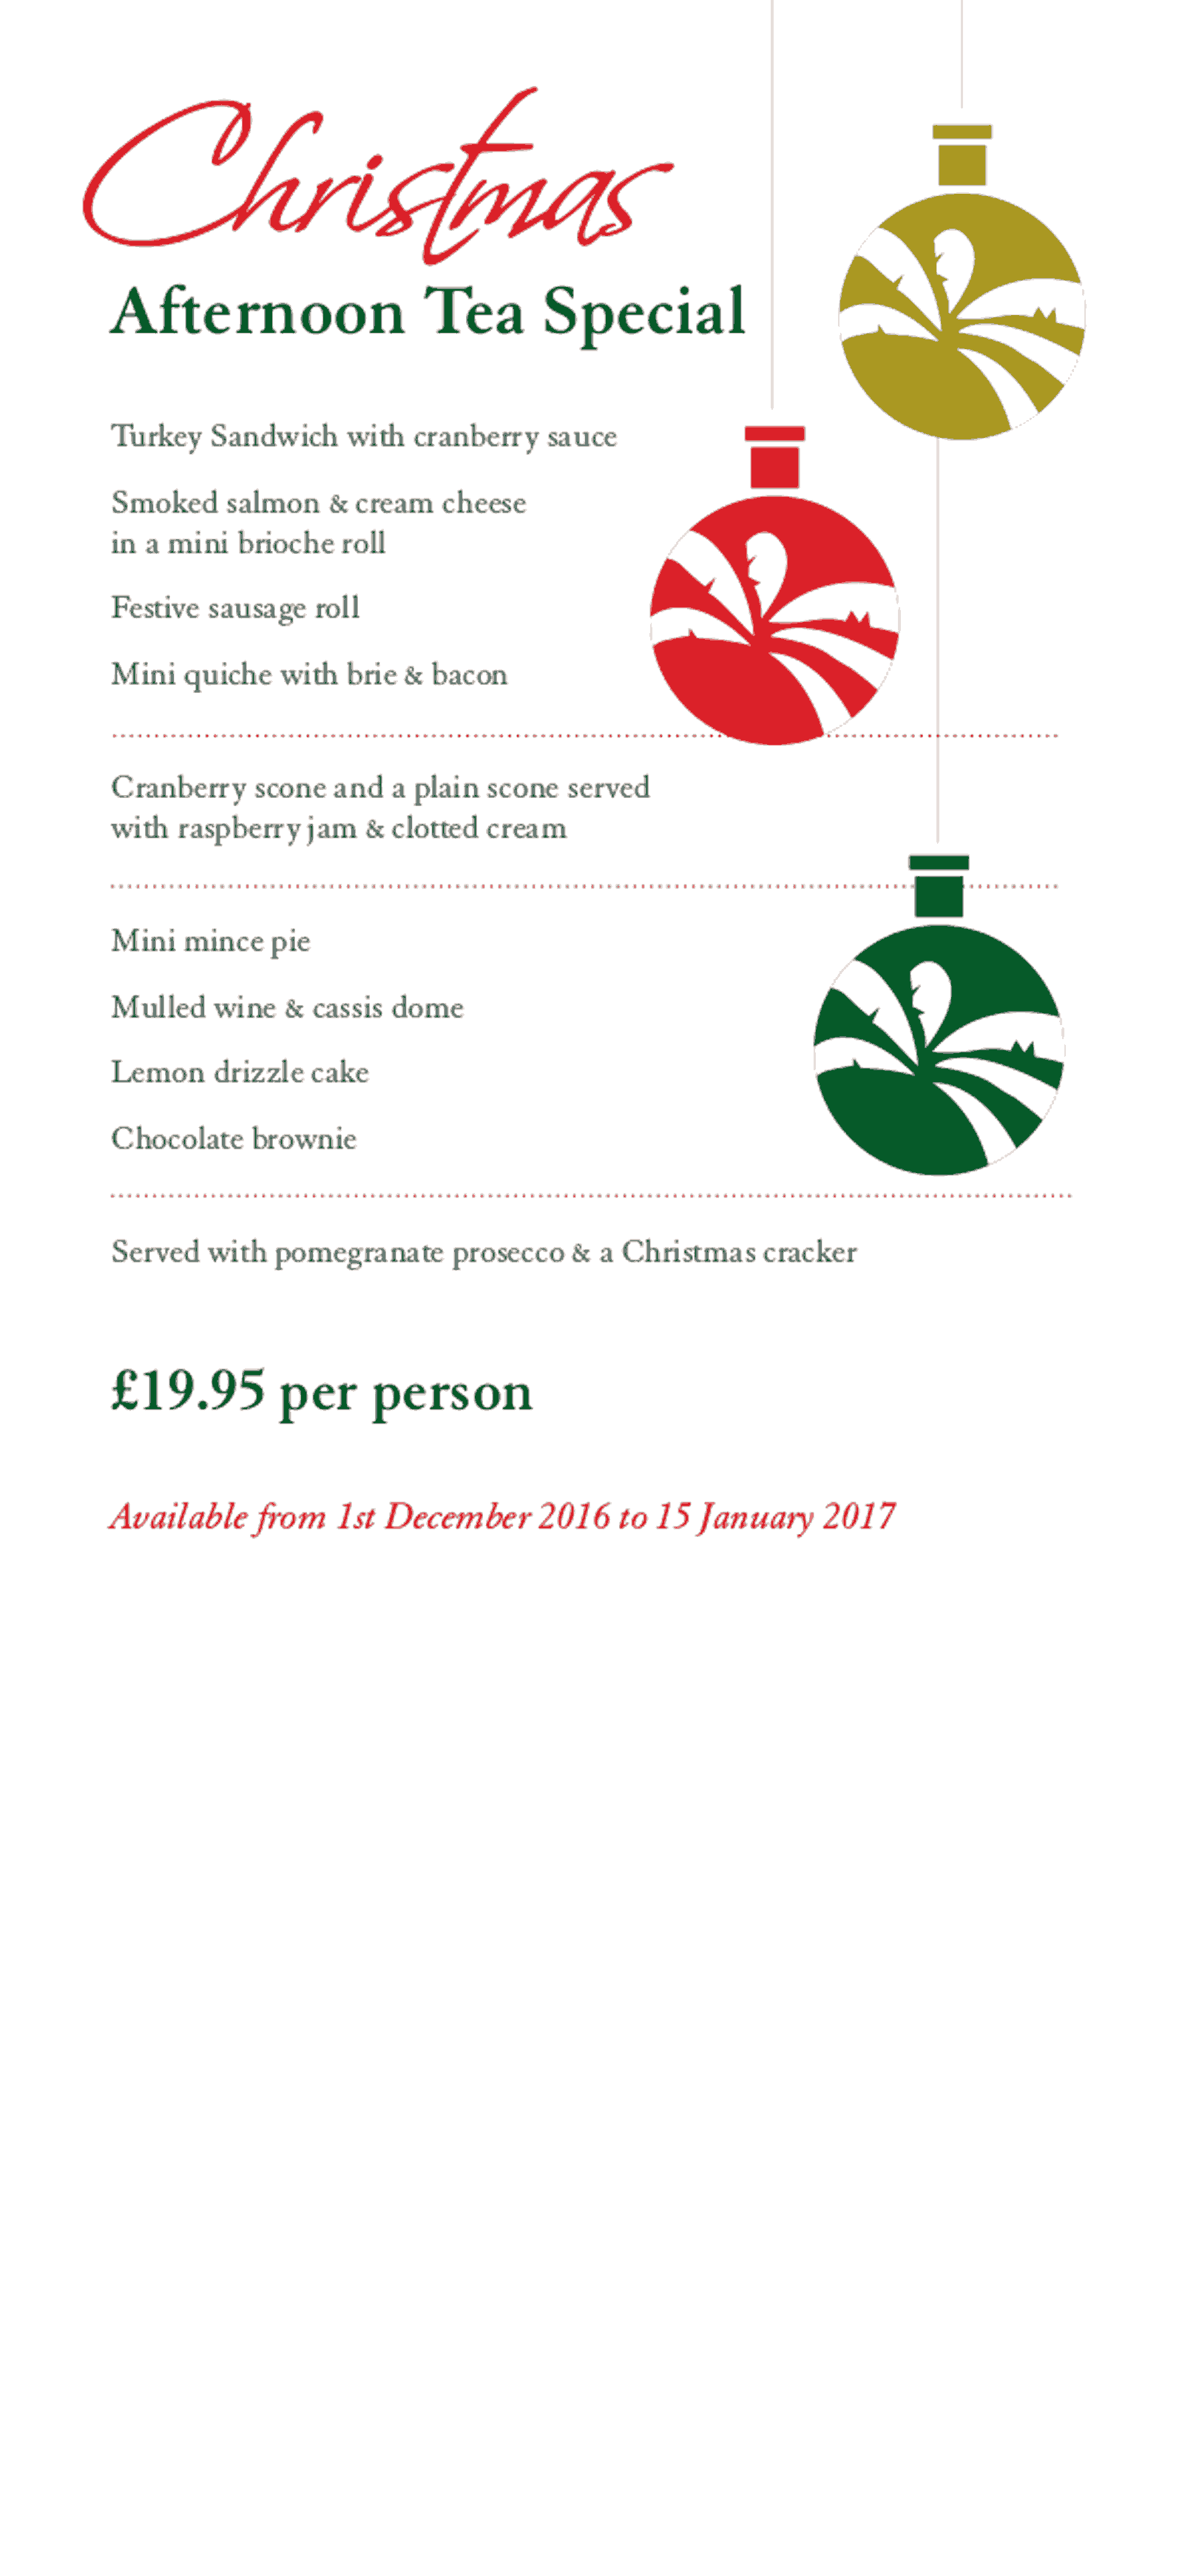 Christmas
Afternoon Tea Special
Turkey Sandwich with cranberry sauce
Smoked salmon & cream cheese
in a mini brioche roll
Festive sausage roll
Mini quiche with brie & bacon
Cranberry scone and a plain scone served
with raspberry jam & clotted cream
Mini mince pie
Mulled wine & cassis dome
Lemon drizzle cake
Chocolate brownie
Served with pomegranate prosecco & a Christmas cracker
£19.95 per person
Available from 1st December 2016 to 15 January 2017